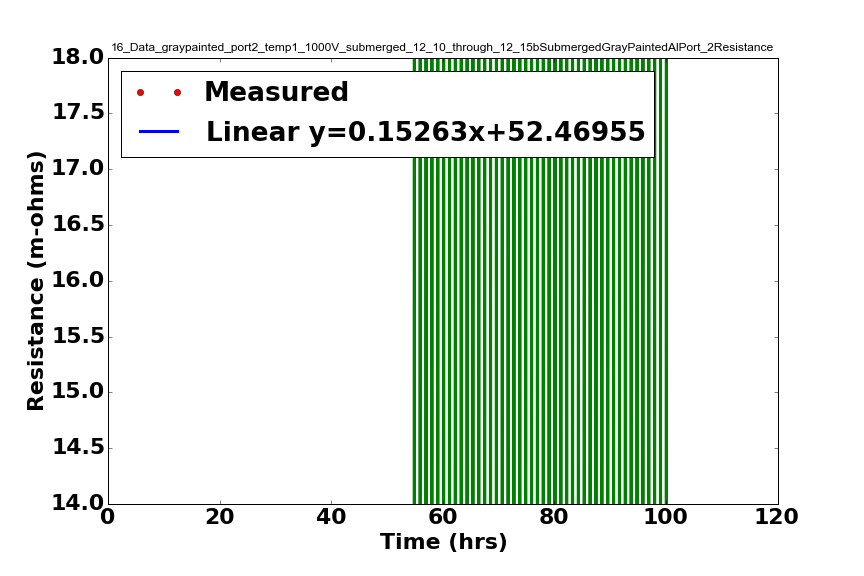 16_Data_graypainted_port2_temp1_1000V_submerged_12_10_through_12_15bSubmergedGrayPaintedAlPort_2Resistance
18.0
17.5
17.0
16.5
16.0
15.5
15.0
14.5
14.0
Resistance (m-ohms)
Measured
Linear y=0.15263x+52.46955
0 20 40 60 80 100 120
Time (hrs)